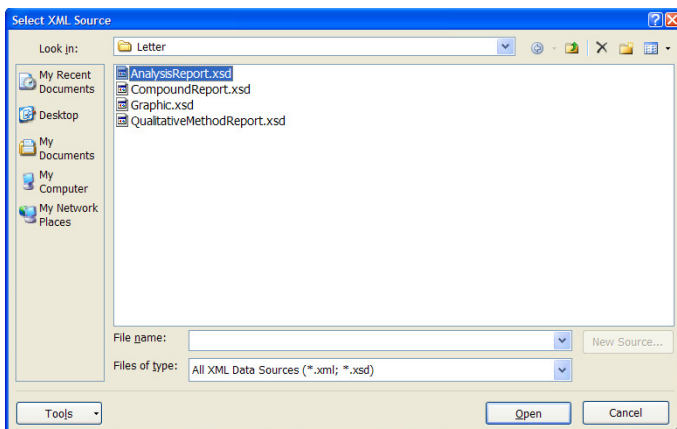 Select XML Source
Look in:
Letter
My Recent
Documents
Desktop
My
Documents
My
Computer
My Network
Places
AnalysisReport.xsd
CompoundReport.xsd
Graphic.xsd
QualitativeMethodReport.xsd
File name:
New Source...
Files of type:
All XML Data Sources (*.xml; *.xsd)
Tools
Open
Cancel